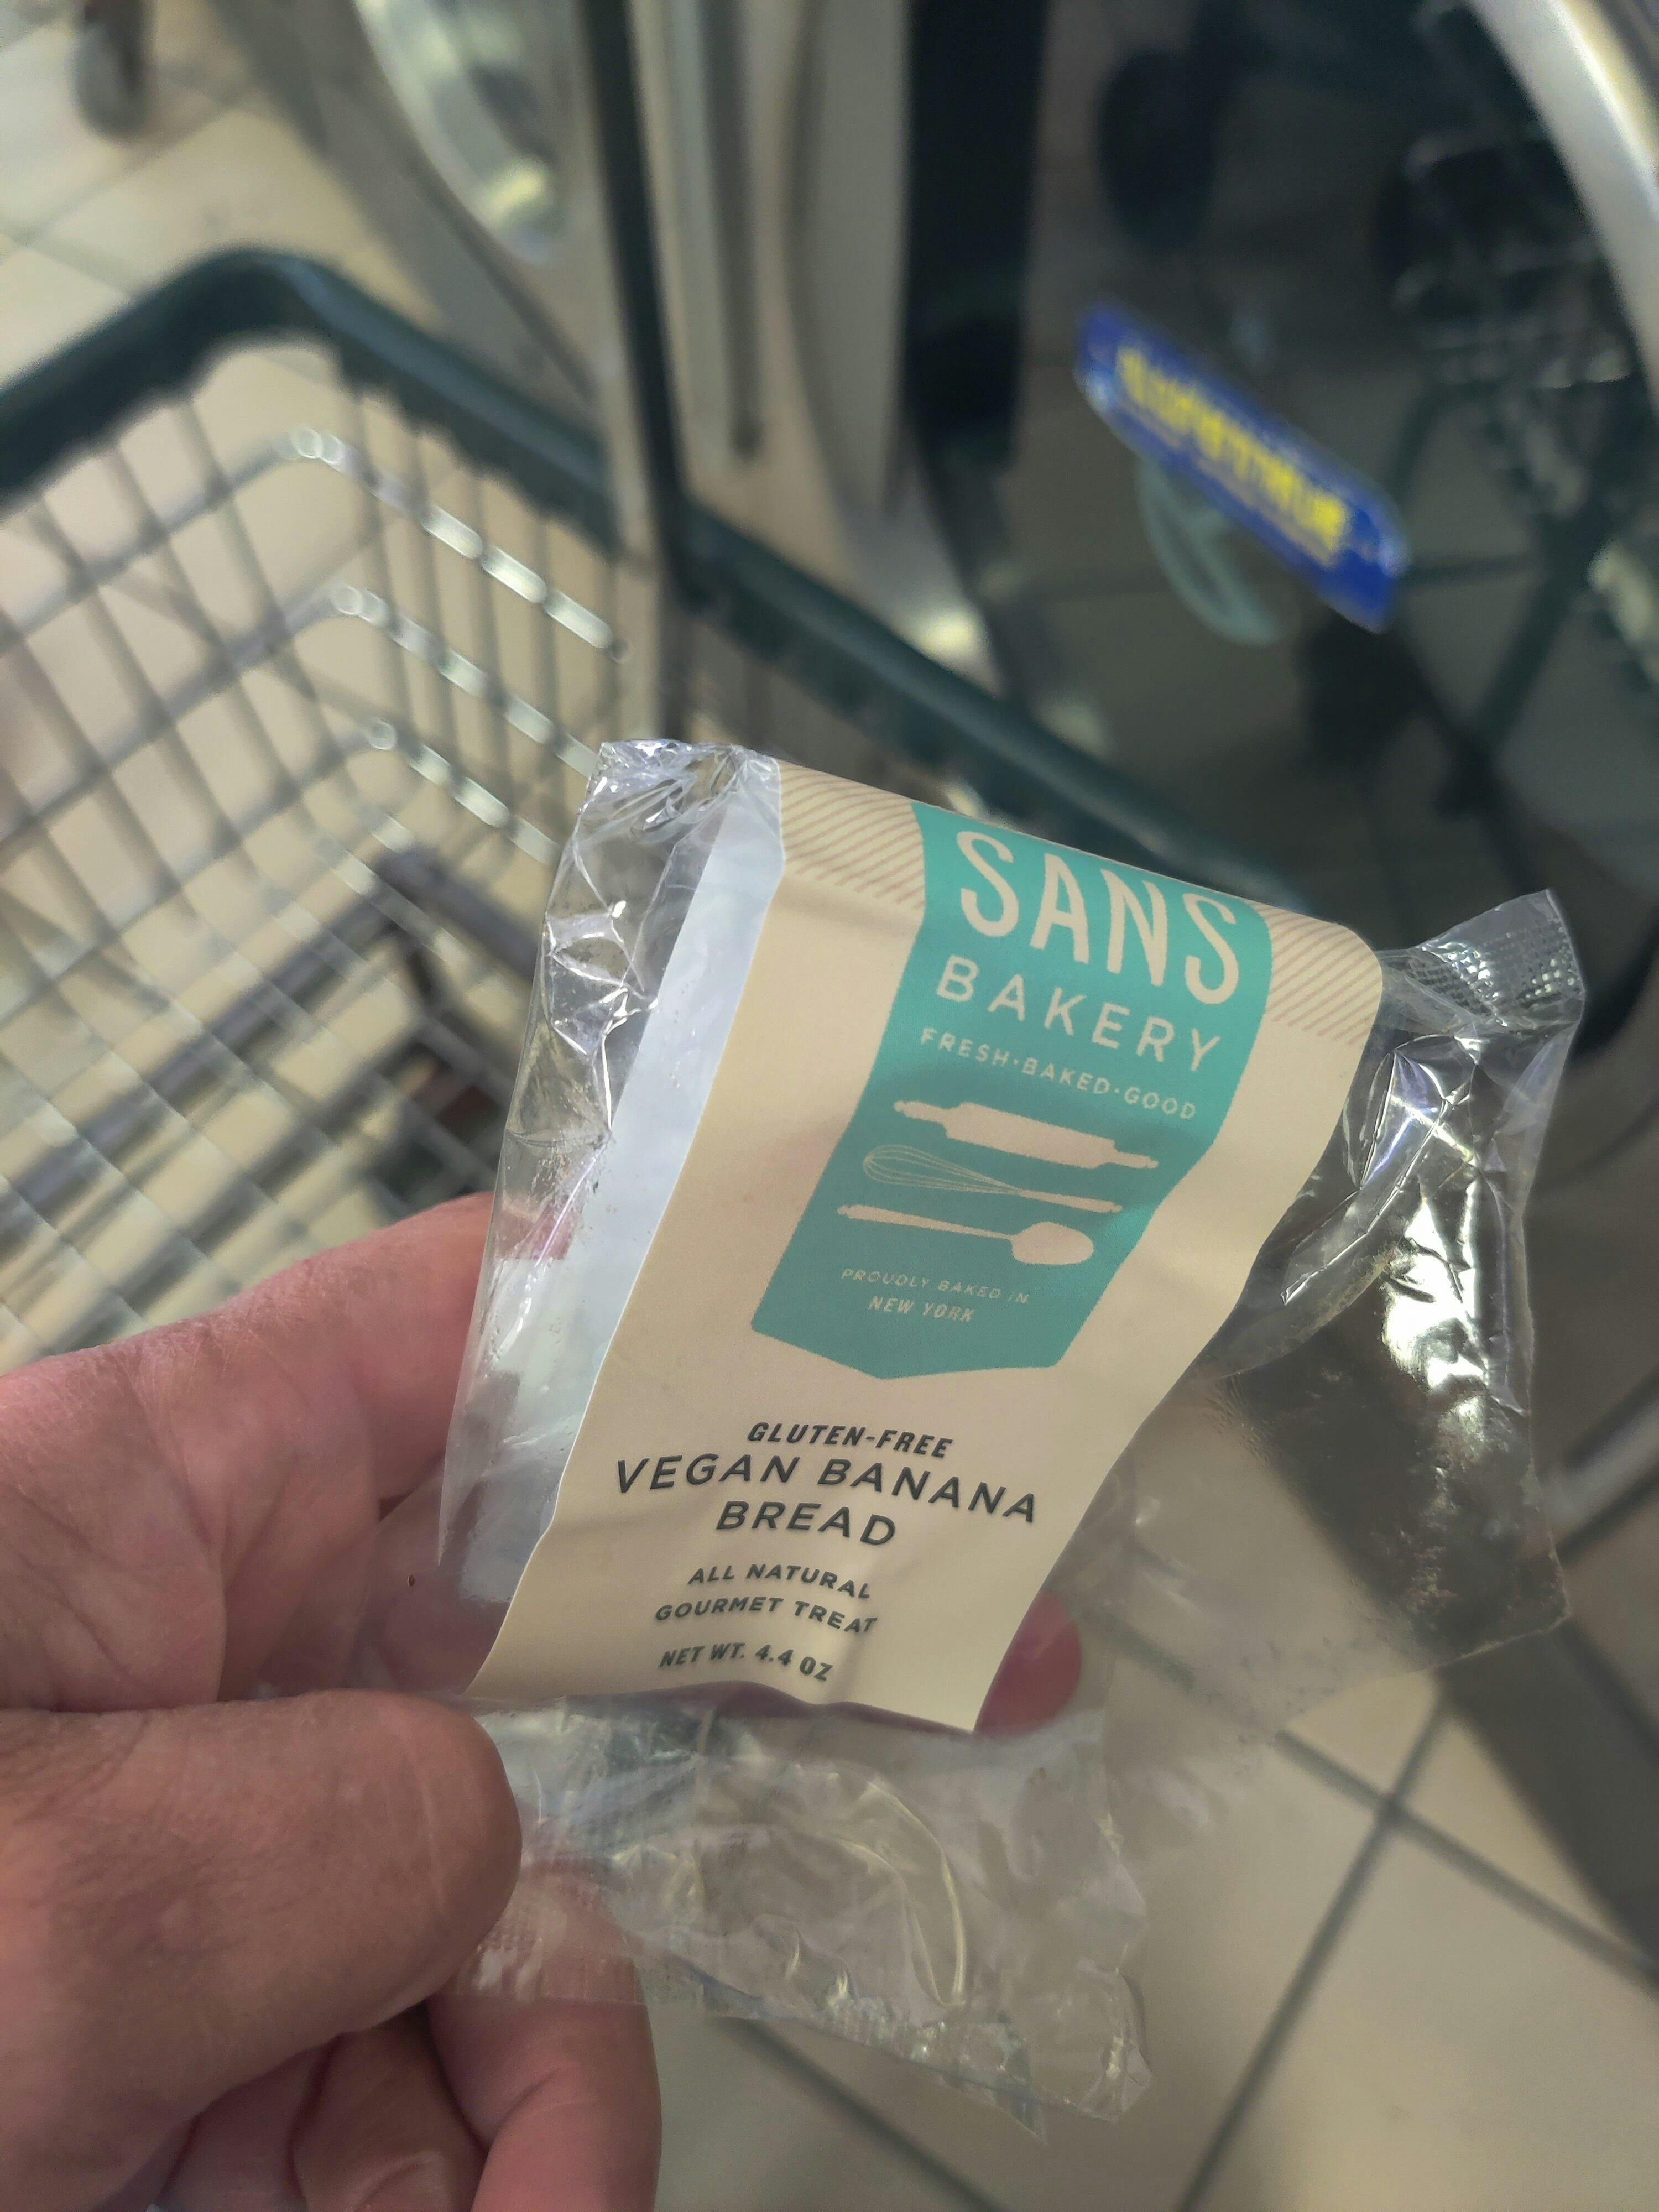 SANS
BAKERY
FRESH·BAKED·GOOD
PROUDLY BAKED IN
NEW YORK
GLUTEN-FREE
VEGAN BANANA
BREAD
ALL NATURAL
GOURMET TREAT
NET WT. 4.4 OZ